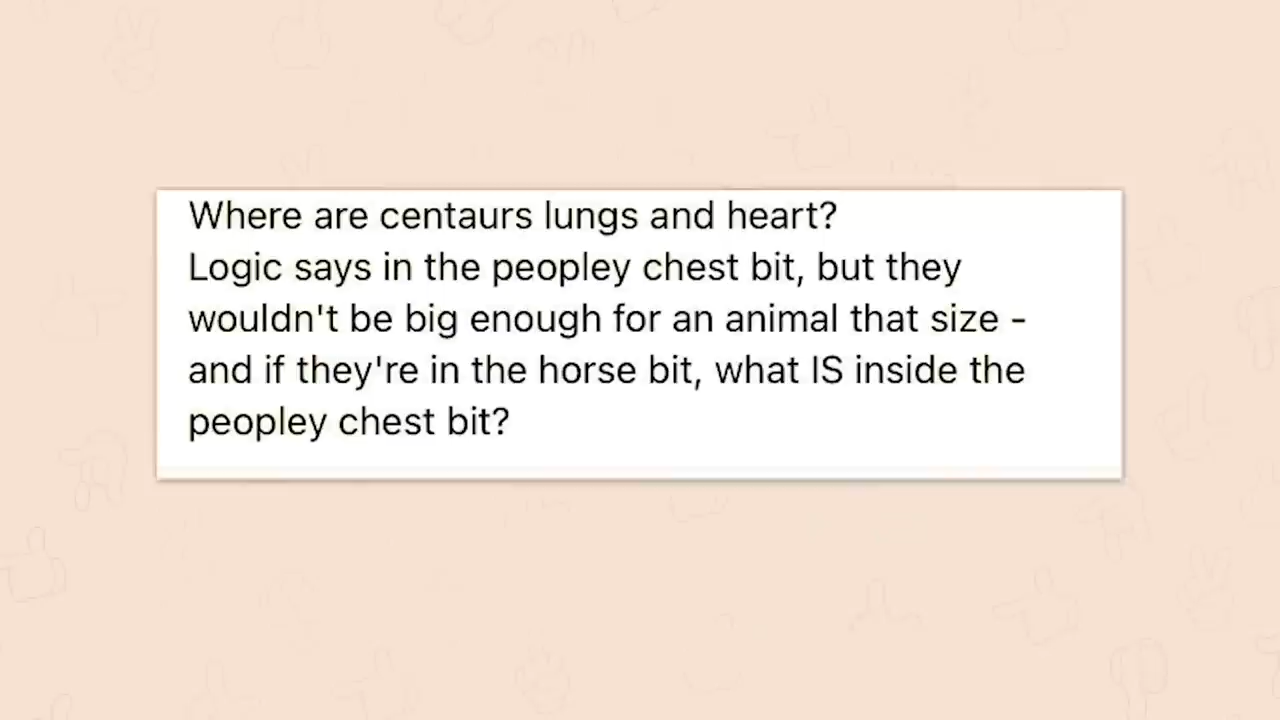 Where are centaurs lungs and heart?
Logic says in the peopley chest bit, but they
wouldn't be big enough for an animal that size -
and if they're in the horse bit, what IS inside the
peopley chest bit?